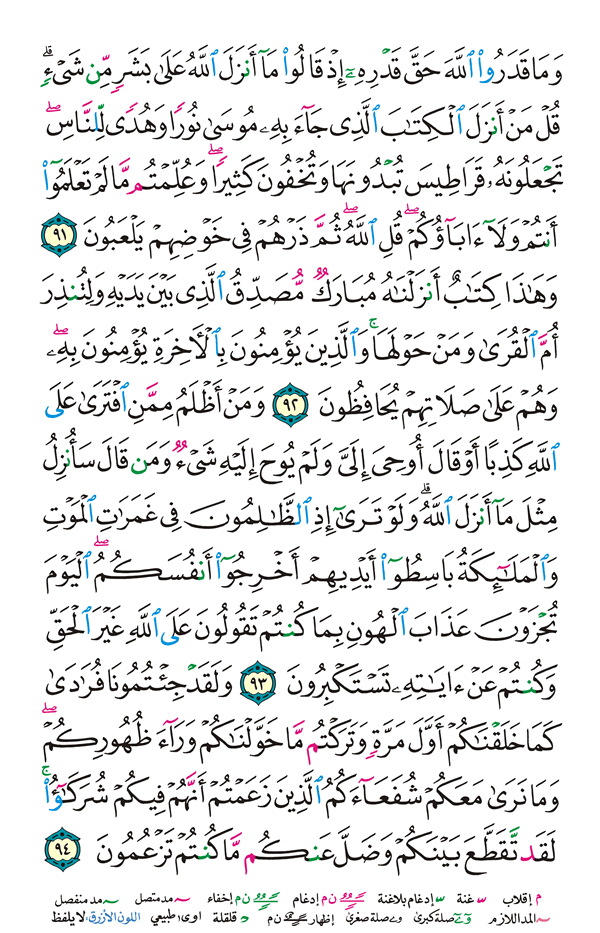 وَمَا قَدَرُوا۟ ٱللَّهَ حَقَّ قَدْرِهِۦٓ إِذْ قَالُوا۟ مَآ أَنزَلَ ٱللَّهُ عَلَىٰ بَشَرٍ مِّن شَىْءٍ ۗ
قُلْ مَنْ أَنزَلَ ٱلْكِتَٰبَ ٱلَّذِى جَآءَ بِهِۦ مُوسَىٰ نُورًا وَهُدًى لِّلنَّاسِ ۖ
تَجْعَلُونَهُۥ قَرَاطِيسَ تُبْدُونَهَا وَتُخْفُونَ كَثِيرًا ۖ وَعُلِّمْتُم مَّا لَمْ تَعْلَمُوٓا۟
أَنتُمْ وَلَآ ءَابَآؤُكُمْ ۖ قُلِ ٱللَّهُ ۖ ثُمَّ ذَرْهُمْ فِى خَوْضِهِمْ يَلْعَبُونَ ٩١
وَهَٰذَا كِتَٰبٌ أَنزَلْنَٰهُ مُبَارَكٌ مُّصَدِّقُ ٱلَّذِى بَيْنَ يَدَيْهِ وَلِتُنذِرَ
أُمَّ ٱلْقُرَىٰ وَمَنْ حَوْلَهَا ۚ وَٱلَّذِينَ يُؤْمِنُونَ بِٱلْءَاخِرَةِ يُؤْمِنُونَ بِهِۦ ۖ
وَهُمْ عَلَىٰ صَلَاتِهِمْ يُحَافِظُونَ ٩٢ وَمَنْ أَظْلَمُ مِمَّنِ ٱفْتَرَىٰ عَلَى
ٱللَّهِ كَذِبًا أَوْ قَالَ أُوحِىَ إِلَىَّ وَلَمْ يُوحَ إِلَيْهِ شَىْءٌ وَمَن قَالَ سَأُنزِلُ
مِثْلَ مَآ أَنزَلَ ٱللَّهُ ۗ وَلَوْ تَرَىٰٓ إِذِ ٱلظَّٰلِمُونَ فِى غَمَرَٰتِ ٱلْمَوْتِ
وَٱلْمَلَٰٓئِكَةُ بَاسِطُوٓا۟ أَيْدِيهِمْ أَخْرِجُوٓا۟ أَنفُسَكُمُ ۖ ٱلْيَوْمَ
تُجْزَوْنَ عَذَابَ ٱلْهُونِ بِمَا كُنتُمْ تَقُولُونَ عَلَى ٱللَّهِ غَيْرَ ٱلْحَقِّ
وَكُنتُمْ عَنْ ءَايَٰتِهِۦ تَسْتَكْبِرُونَ ٩٣ وَلَقَدْ جِئْتُمُونَا فُرَٰدَىٰ
كَمَا خَلَقْنَٰكُمْ أَوَّلَ مَرَّةٍ وَتَرَكْتُم مَّا خَوَّلْنَٰكُمْ وَرَآءَ ظُهُورِكُمْ ۖ
وَمَا نَرَىٰ مَعَكُمْ شُفَعَآءَكُمُ ٱلَّذِينَ زَعَمْتُمْ أَنَّهُمْ فِيكُمْ شُرَكَٰٓؤُا۟ ۚ
لَقَد تَّقَطَّعَ بَيْنَكُمْ وَضَلَّ عَنكُم مَّا كُنتُمْ تَزْعُمُونَ ٩٤
م إقلاب غنة إدغام بلاغنة ن م إدغام ن م إخفاء مد متصل مد منفصل
المد اللازم صلة كبرى صلة صغرى إظهار ن م قلقلة ا و ى طبيعي اللون الأزرق: لا يلفظ